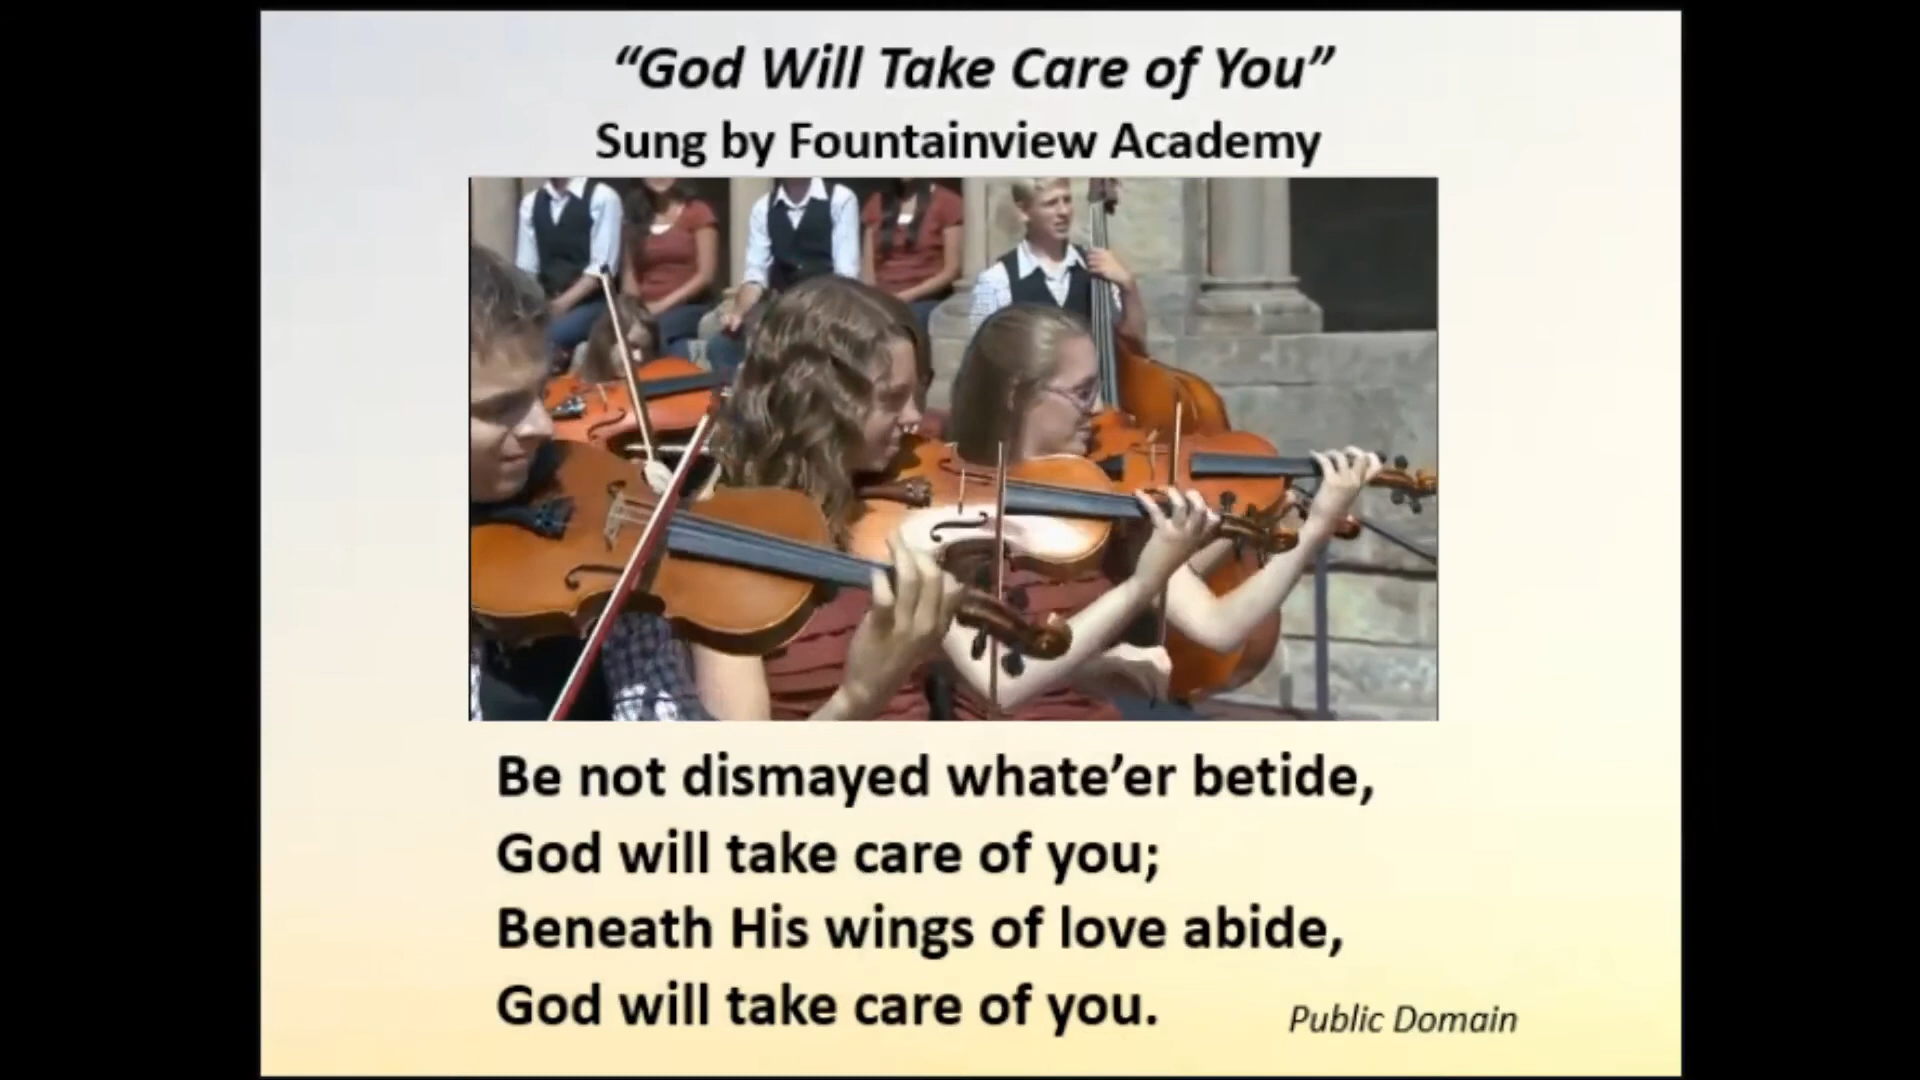 “God Will Take Care of You”
Sung by Fountainview Academy
Be not dismayed whate’er betide,
God will take care of you;
Beneath His wings of love abide,
God will take care of you.
Public Domain